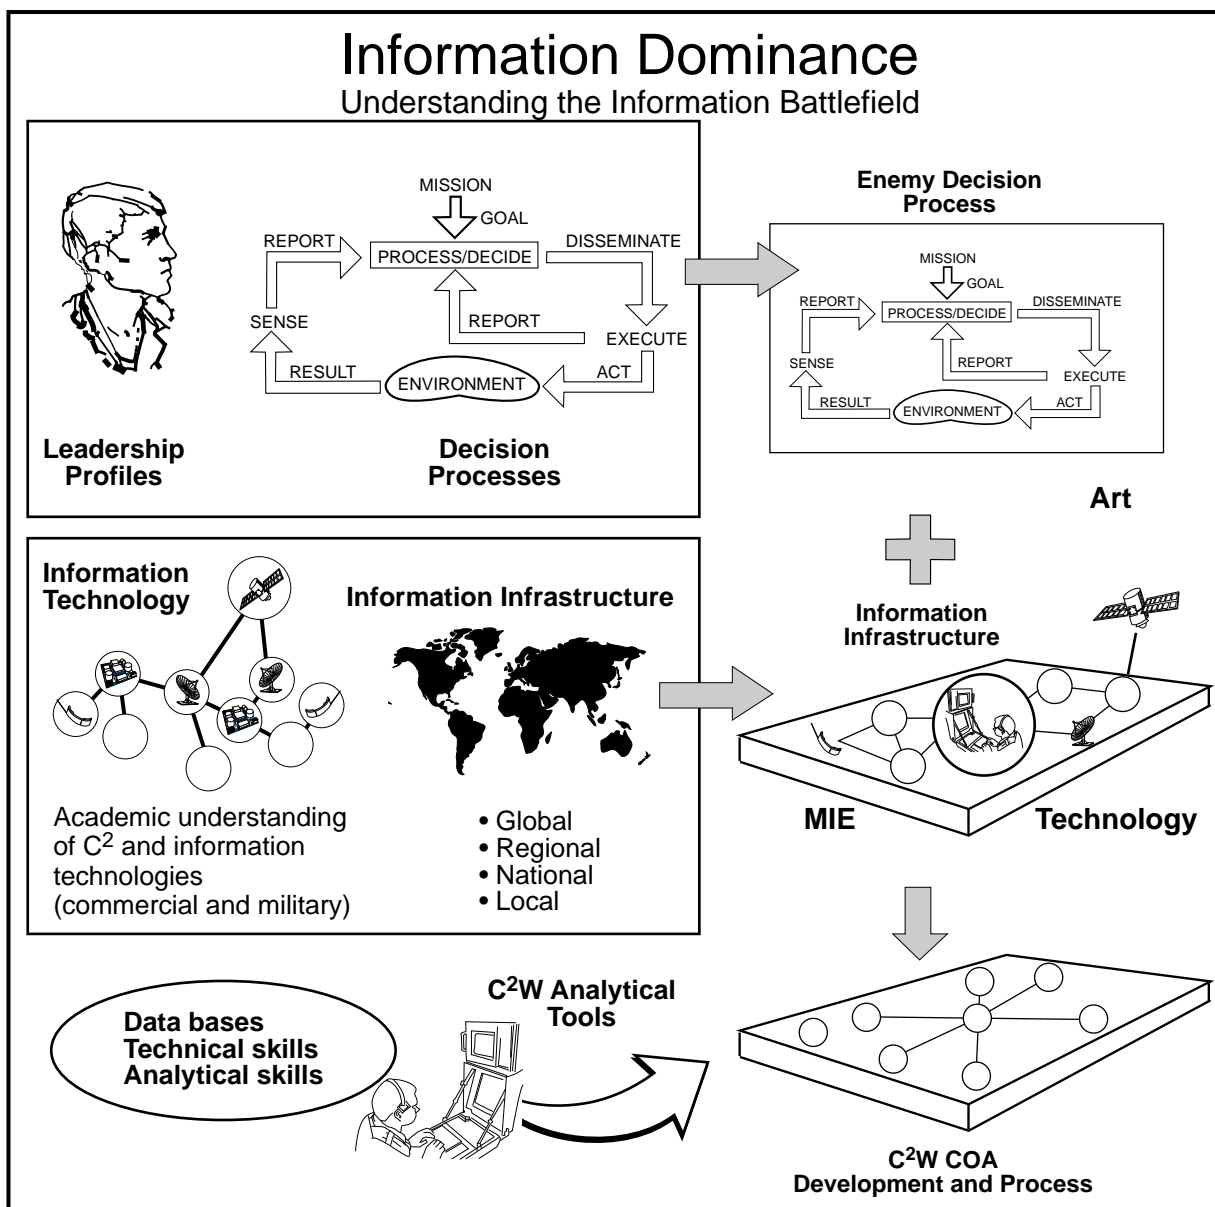 Information Dominance
Understanding the Information Battlefield
MISSION
GOAL
REPORT
PROCESS/DECIDE
DISSEMINATE
SENSE
REPORT
EXECUTE
RESULT
ENVIRONMENT
ACT
Leadership
Profiles
Decision
Processes
Enemy Decision
Process
MISSION
GOAL
REPORT
PROCESS/DECIDE
DISSEMINATE
SENSE
REPORT
EXECUTE
RESULT
ENVIRONMENT
ACT
Art
Information
Technology
Information Infrastructure
Academic understanding
of C² and information
technologies
(commercial and military)
• Global
• Regional
• National
• Local
Information
Infrastructure
MIE
Technology
Data bases
Technical skills
Analytical skills
C²W Analytical
Tools
C²W COA
Development and Process